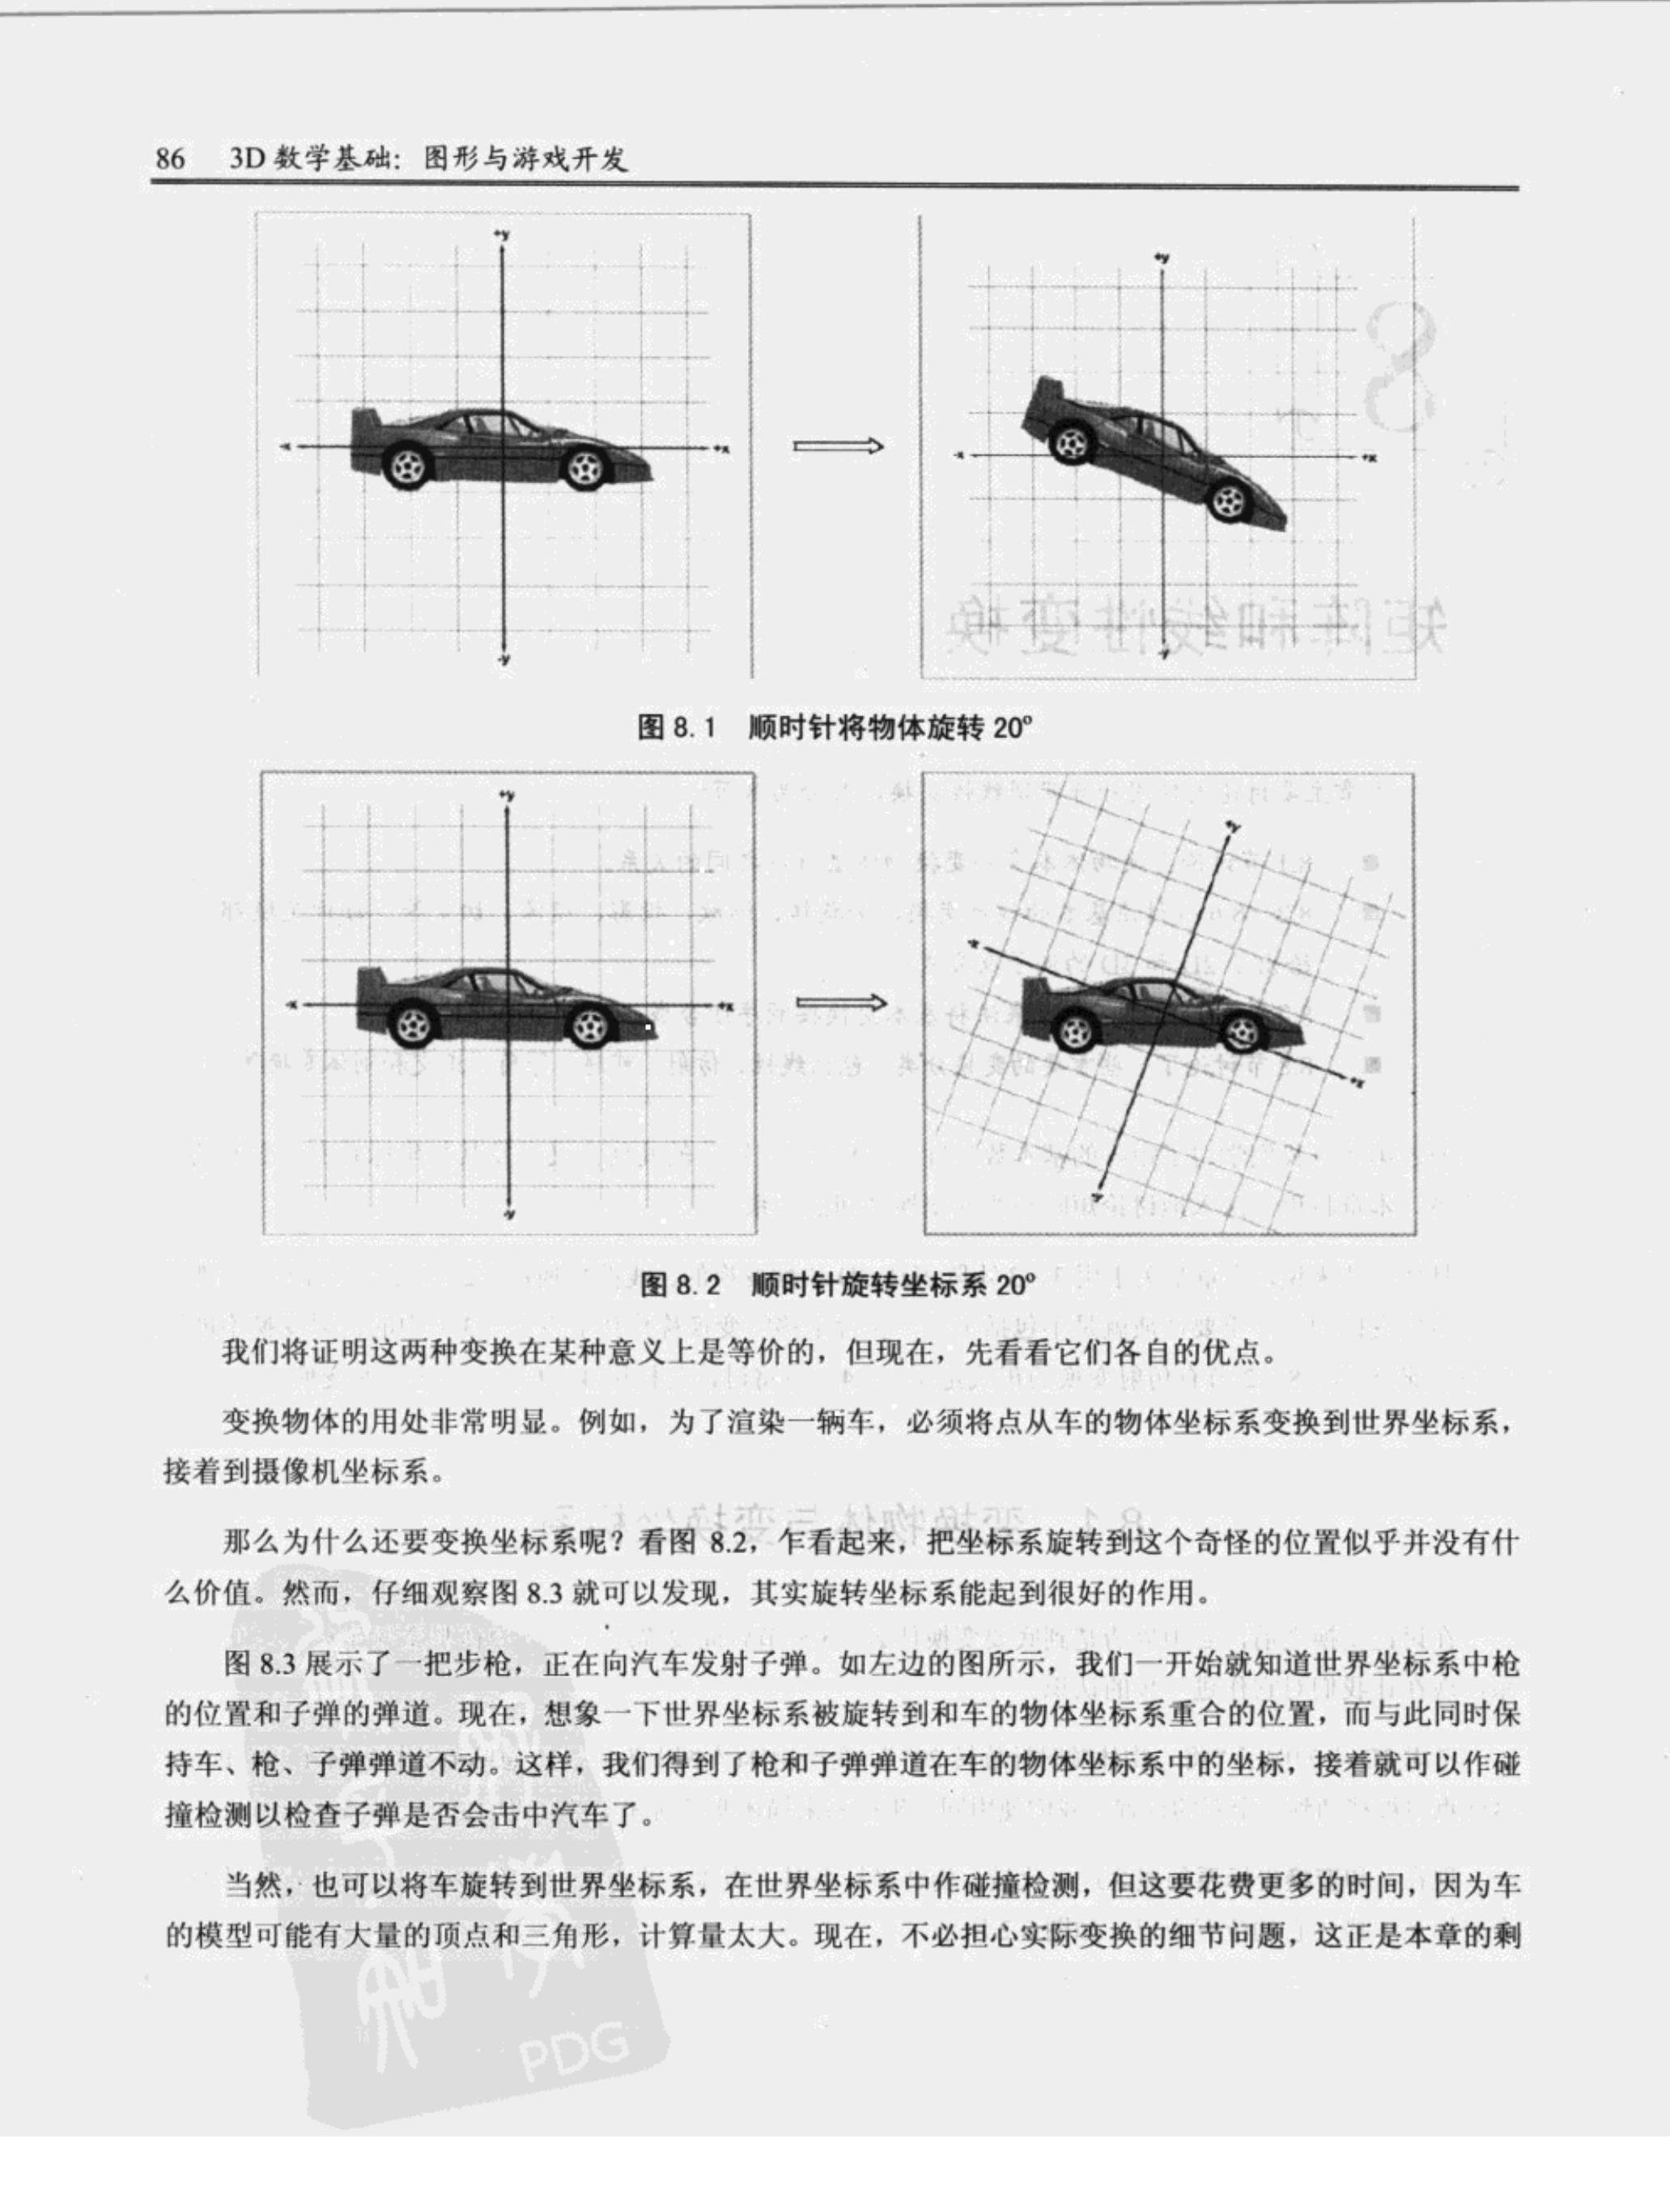 86 3D 数学基础：图形与游戏开发
+y
-x
+x
-y
+y
-x
+x
-y
图 8.1 顺时针将物体旋转 20º
+y
-x
+x
-y
+y
-x
+x
-y
图 8.2 顺时针旋转坐标系 20º
我们将证明这两种变换在某种意义上是等价的，但现在，先看看它们各自的优点。
变换物体的用处非常明显。例如，为了渲染一辆车，必须将点从车的物体坐标系变换到世界坐标系，
接着到摄像机坐标系。
那么为什么还要变换坐标系呢？看图 8.2，乍看起来，把坐标系旋转到这个奇怪的位置似乎并没有什
么价值。然而，仔细观察图 8.3 就可以发现，其实旋转坐标系能起到很好的作用。
图 8.3 展示了一把步枪，正在向汽车发射子弹。如左边的图所示，我们一开始就知道世界坐标系中枪
的位置和子弹的弹道。现在，想象一下世界坐标系被旋转到和车的物体坐标系重合的位置，而与此同时保
持车、枪、子弹弹道不动。这样，我们得到了枪和子弹弹道在车的物体坐标系中的坐标，接着就可以作碰
撞检测以检查子弹是否会击中汽车了。
当然，也可以将车旋转到世界坐标系，在世界坐标系中作碰撞检测，但这要花费更多的时间，因为车
的模型可能有大量的顶点和三角形，计算量太大。现在，不必担心实际变换的细节问题，这正是本章的剩
PDG